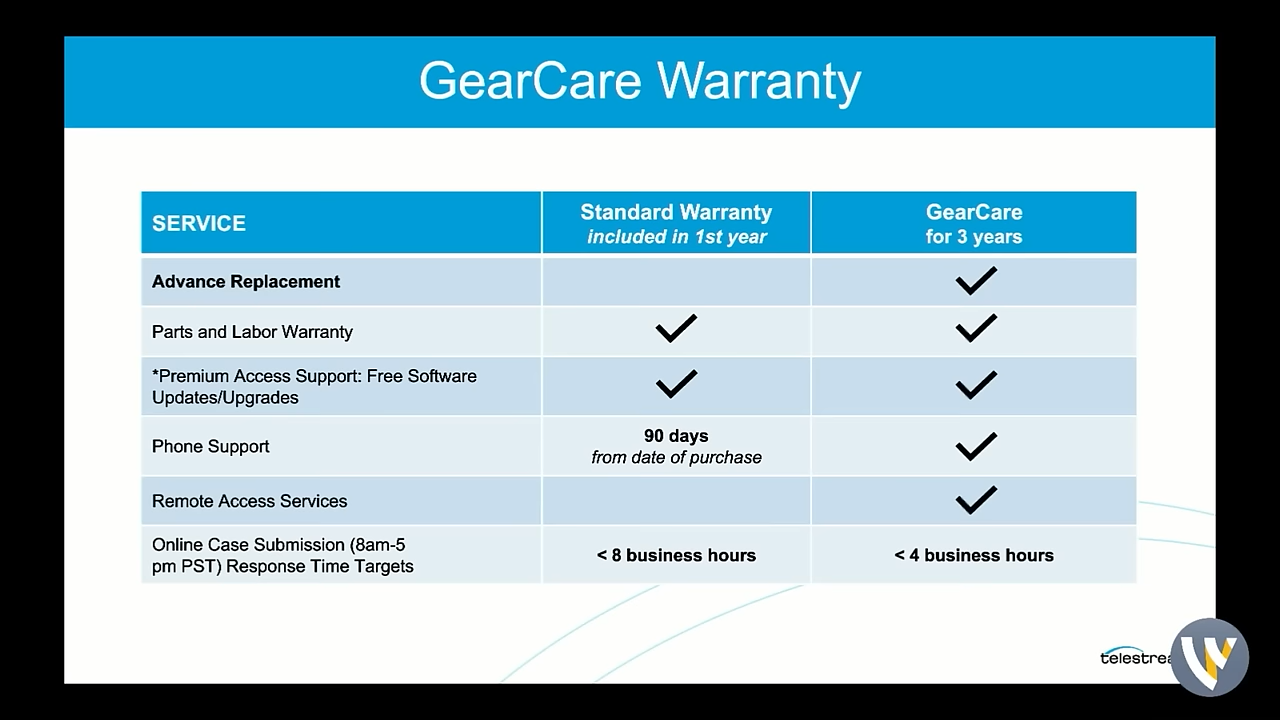 GearCare Warranty
SERVICE
Standard Warranty
included in 1st year
GearCare
for 3 years
Advance Replacement
Parts and Labor Warranty
*Premium Access Support: Free Software
Updates/Upgrades
Phone Support
90 days
from date of purchase
Remote Access Services
Online Case Submission (8am-5
pm PST) Response Time Targets
< 8 business hours
< 4 business hours